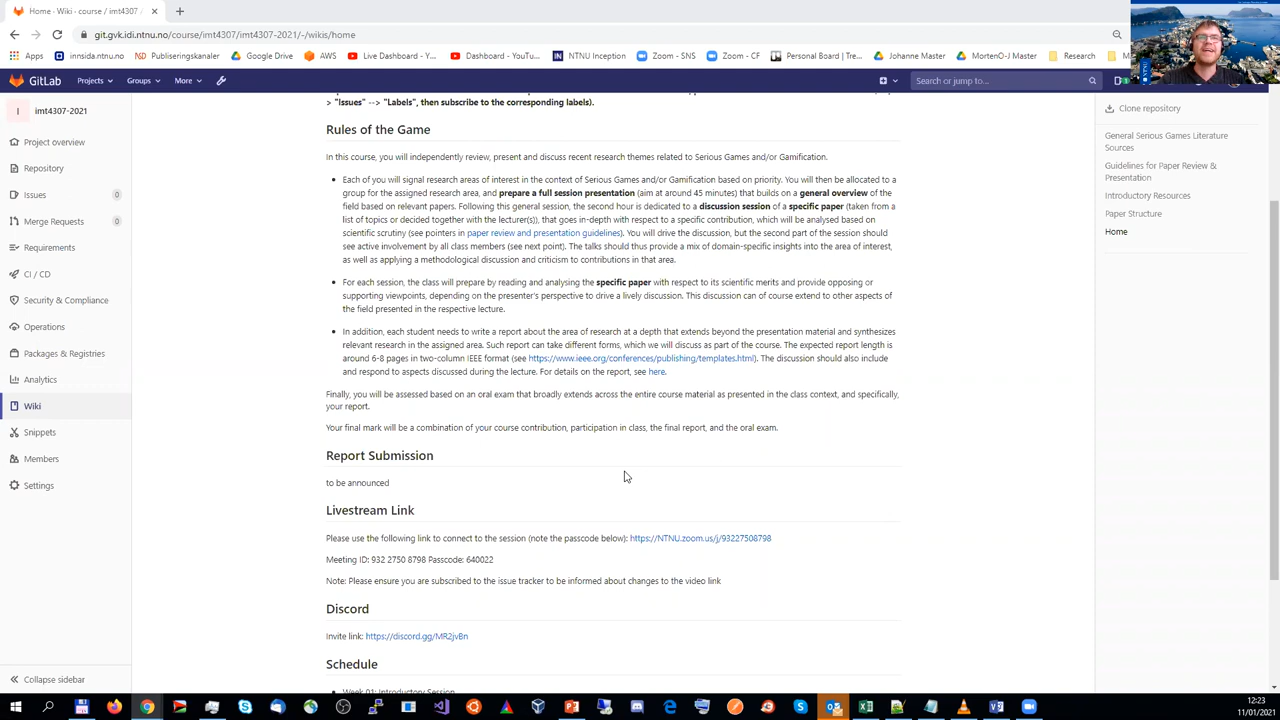 Home · Wiki · course / imt4307
git.gvk.idi.ntnu.no/course/imt4307/imt4307-2021/-/wikis/home
Apps
innsida.ntnu.no
Publiseringskanaler
Google Drive
AWS
Live Dashboard - Y...
Dashboard - YouTu...
NTNU Inception
Zoom - SNS
Zoom - CF
Personal Board | Tre...
Johanne Master
MortenO-J Master
Research
GitLab
Projects
Groups
More
Search or jump to...
1
I
imt4307-2021
Project overview
Repository
Issues
0
Merge Requests
0
Requirements
CI / CD
Security & Compliance
Operations
Packages & Registries
Analytics
Wiki
Snippets
Members
Settings
Collapse sidebar
> "Issues" --> "Labels", then subscribe to the corresponding labels).
Rules of the Game
In this course, you will independently review, present and discuss recent research themes related to Serious Games and/or Gamification.
• Each of you will signal research areas of interest in the context of Serious Games and/or Gamification based on priority. You will then be allocated to a
group for the assigned research area, and prepare a full session presentation (aim at around 45 minutes) that builds on a general overview of the
field based on relevant papers. Following this general session, the second hour is dedicated to a discussion session of a specific paper (taken from a
list of topics or decided together with the lecturer(s)), that goes in-depth with respect to a specific contribution, which will be analysed based on
scientific scrutiny (see pointers in paper review and presentation guidelines). You will drive the discussion, but the second part of the session should
see active involvement by all class members (see next point). The talks should thus provide a mix of domain-specific insights into the area of interest,
as well as applying a methodological discussion and criticism to contributions in that area.
• For each session, the class will prepare by reading and analysing the specific paper with respect to its scientific merits and provide opposing or
supporting viewpoints, depending on the presenter's perspective to drive a lively discussion. This discussion can of course extend to other aspects of
the field presented in the respective lecture.
• In addition, each student needs to write a report about the area of research at a depth that extends beyond the presentation material and synthesizes
relevant research in the assigned area. Such report can take different forms, which we will discuss as part of the course. The expected report length is
around 6-8 pages in two-column IEEE format (see https://www.ieee.org/conferences/publishing/templates.html). The discussion should also include
and respond to aspects discussed during the lecture. For details on the report, see here.
Finally, you will be assessed based on an oral exam that broadly extends across the entire course material as presented in the class context, and specifically,
your report.
Your final mark will be a combination of your course contribution, participation in class, the final report, and the oral exam.
Report Submission
to be announced
Livestream Link
Please use the following link to connect to the session (note the passcode below): https://NTNU.zoom.us/j/93227508798
Meeting ID: 932 2750 8798 Passcode: 640022
Note: Please ensure you are subscribed to the issue tracker to be informed about changes to the video link
Discord
Invite link: https://discord.gg/MR2jvBn
Schedule
• Week 01: Introductory Session
Clone repository
General Serious Games Literature
Sources
Guidelines for Paper Review &
Presentation
Introductory Resources
Paper Structure
Home
NTNU
12:23
11/01/2021